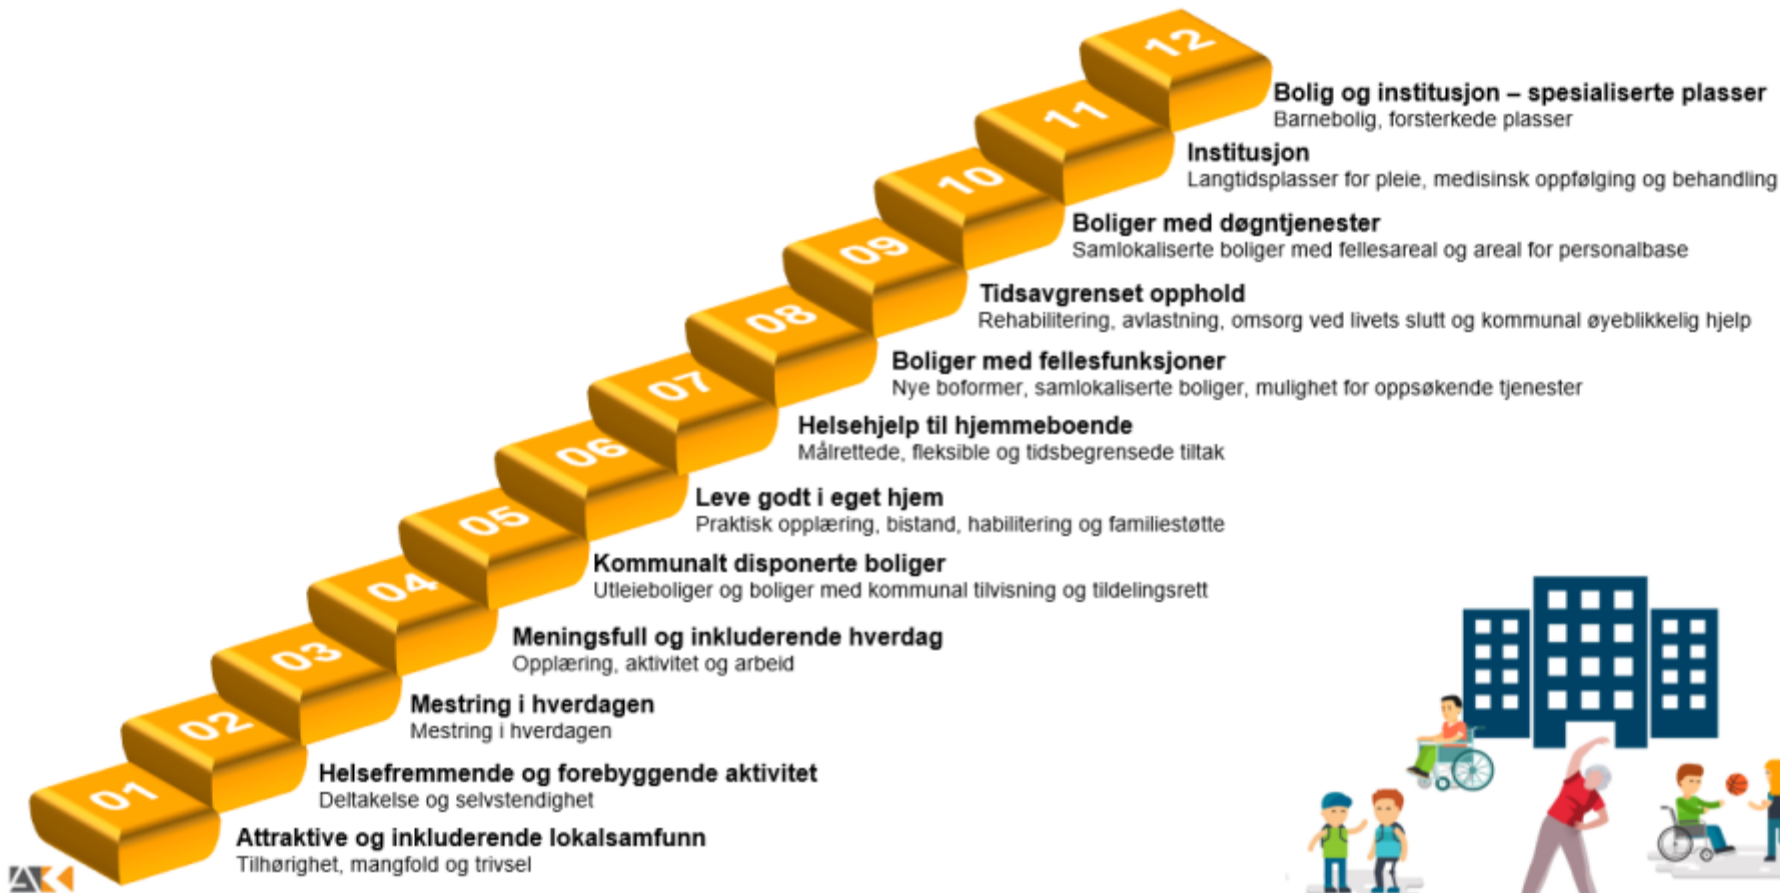 12
Bolig og institusjon – spesialiserte plasser
Barnebolig, forsterkede plasser
11
Institusjon
Langtidsplasser for pleie, medisinsk oppfølging og behandling
10
Boliger med døgntjenester
Samlokaliserte boliger med fellesareal og areal for personalbase
09
Tidsavgrenset opphold
Rehabilitering, avlastning, omsorg ved livets slutt og kommunal øyeblikkelig hjelp
08
Boliger med fellesfunksjoner
Nye boformer, samlokaliserte boliger, mulighet for oppsøkende tjenester
07
Helsehjelp til hjemmeboende
Målrettede, fleksible og tidsbegrensede tiltak
06
Leve godt i eget hjem
Praktisk opplæring, bistand, habilitering og familiestøtte
05
Kommunalt disponerte boliger
Utleieboliger og boliger med kommunal tilvisning og tildelingsrett
04
Meningsfull og inkluderende hverdag
Opplæring, aktivitet og arbeid
03
Mestring i hverdagen
Mestring i hverdagen
02
Helsefremmende og forebyggende aktivitet
Deltakelse og selvstendighet
01
Attraktive og inkluderende lokalsamfunn
Tilhørighet, mangfold og trivsel